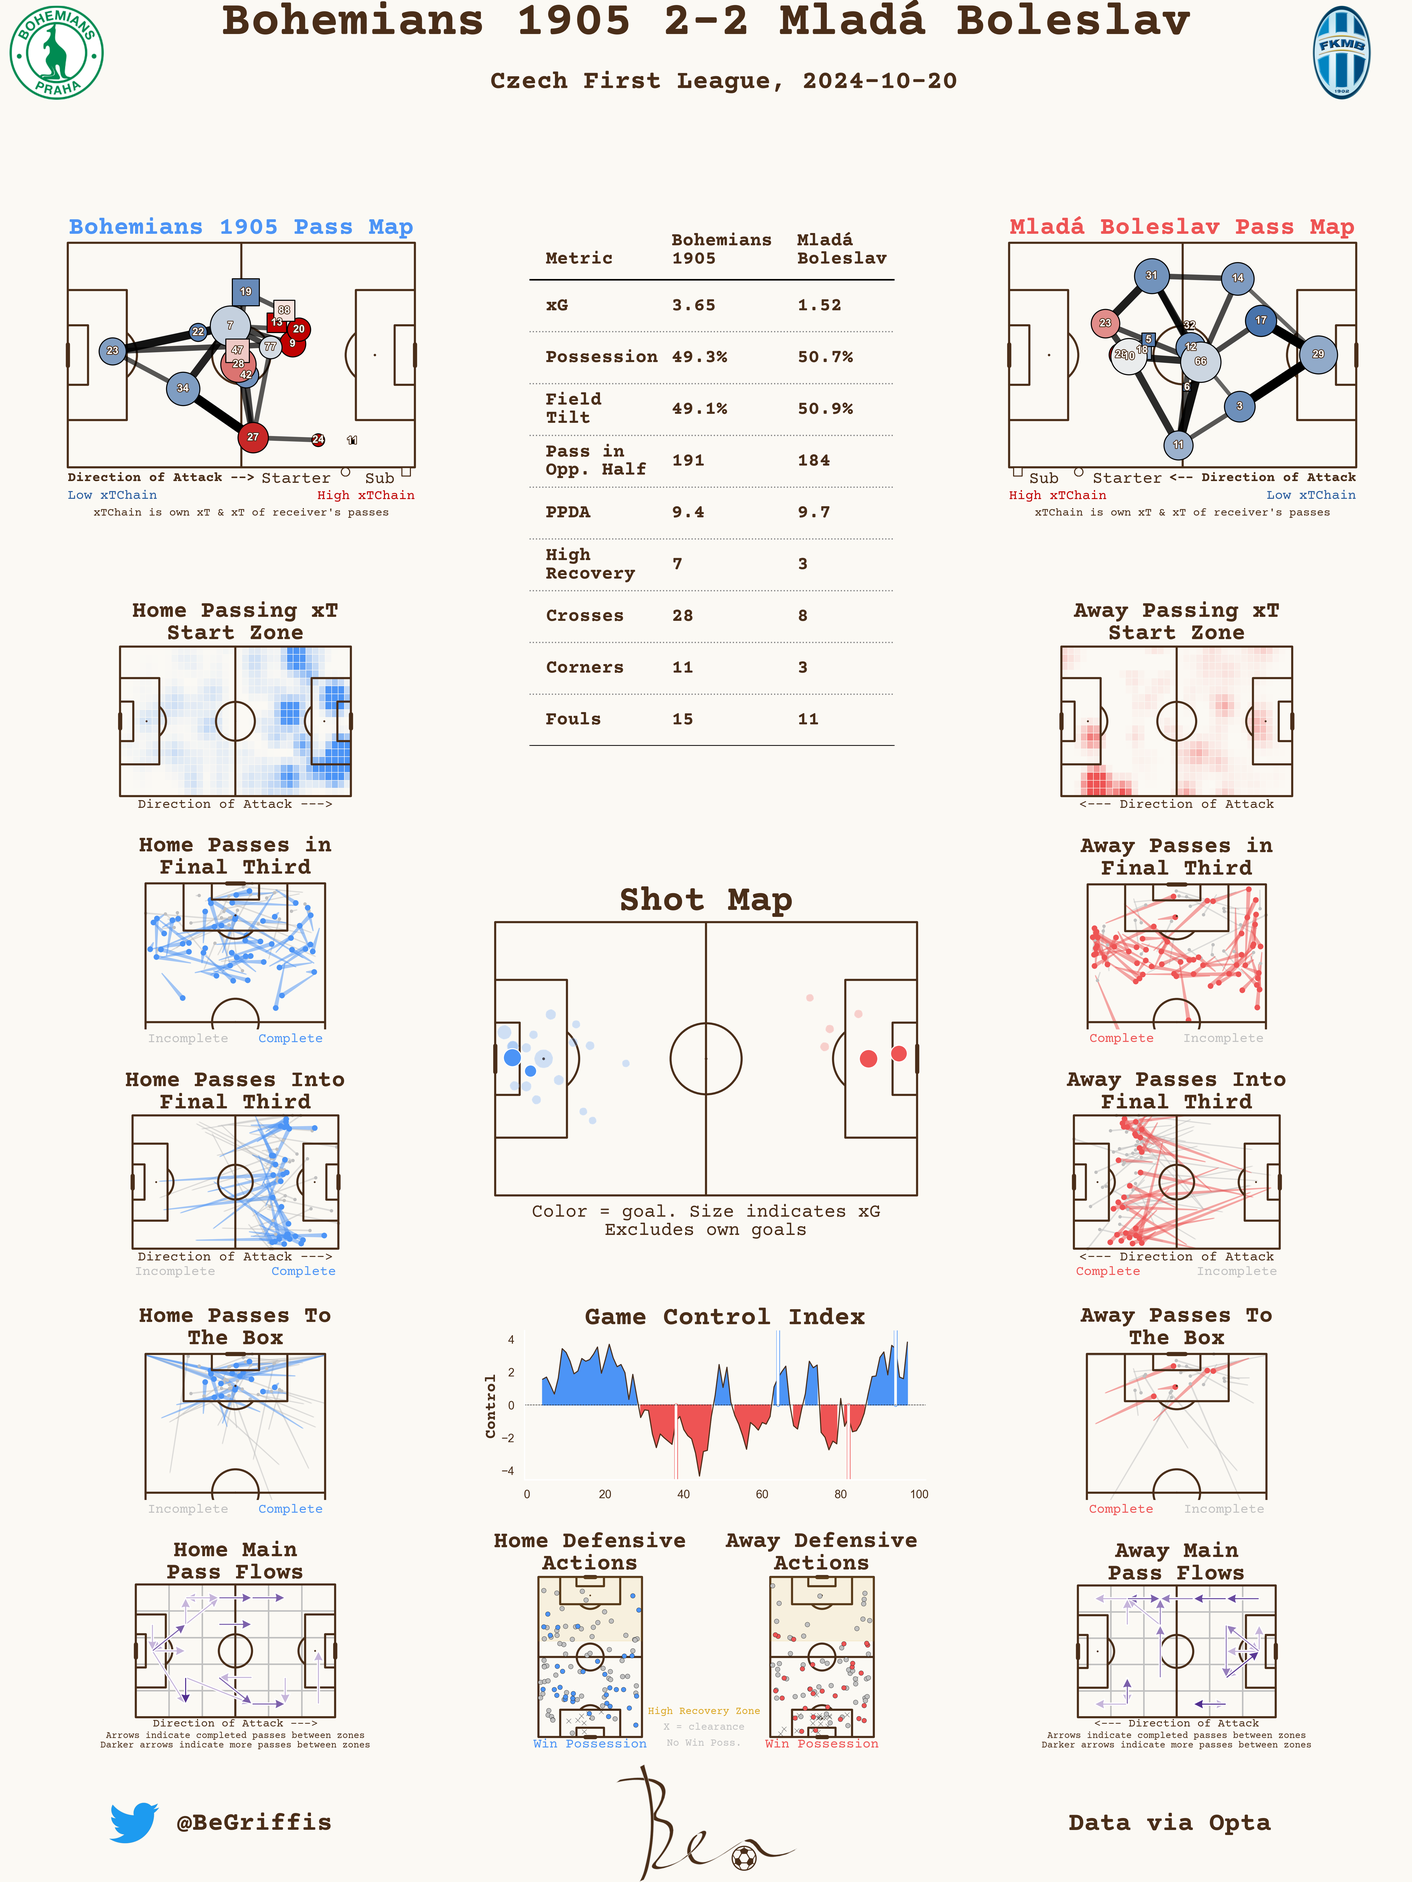 Bohemians 1905 2-2 Mladá Boleslav
Czech First League, 2024-10-20
BOHEMIANS
PRAHA
FKMB
1902
Bohemians 1905 Pass Map
19
88
7
13
20
22
9
77
23
47
28
42
34
27
24
11
Direction of Attack --> Starter Sub
Low xTChain High xTChain
xTChain is own xT & xT of receiver's passes
Metric Bohemians 1905 Mladá Boleslav
xG 3.65 1.52
Possession 49.3% 50.7%
Field Tilt 49.1% 50.9%
Pass in Opp. Half 191 184
PPDA 9.4 9.7
High Recovery 7 3
Crosses 28 8
Corners 11 3
Fouls 15 11
Mladá Boleslav Pass Map
31
14
23
32
17
5
18
12
10
66
29
6
3
11
Sub Starter <-- Direction of Attack
High xTChain Low xTChain
xTChain is own xT & xT of receiver's passes
Home Passing xT
Start Zone
Direction of Attack --->
Away Passing xT
Start Zone
<--- Direction of Attack
Home Passes in
Final Third
Incomplete Complete
Away Passes in
Final Third
Complete Incomplete
Shot Map
Color = goal. Size indicates xG
Excludes own goals
Home Passes Into
Final Third
Direction of Attack --->
Incomplete Complete
Away Passes Into
Final Third
<--- Direction of Attack
Complete Incomplete
Home Passes To
The Box
Incomplete Complete
Game Control Index
Control
4
2
0
−2
−4
0 20 40 60 80 100
Away Passes To
The Box
Complete Incomplete
Home Main
Pass Flows
Direction of Attack --->
Arrows indicate completed passes between zones
Darker arrows indicate more passes between zones
Home Defensive
Actions
Win Possession
Away Defensive
Actions
Win Possession
High Recovery Zone
X = clearance
No Win Poss.
Away Main
Pass Flows
<--- Direction of Attack
Arrows indicate completed passes between zones
Darker arrows indicate more passes between zones
@BeGriffis
Ben
Data via Opta